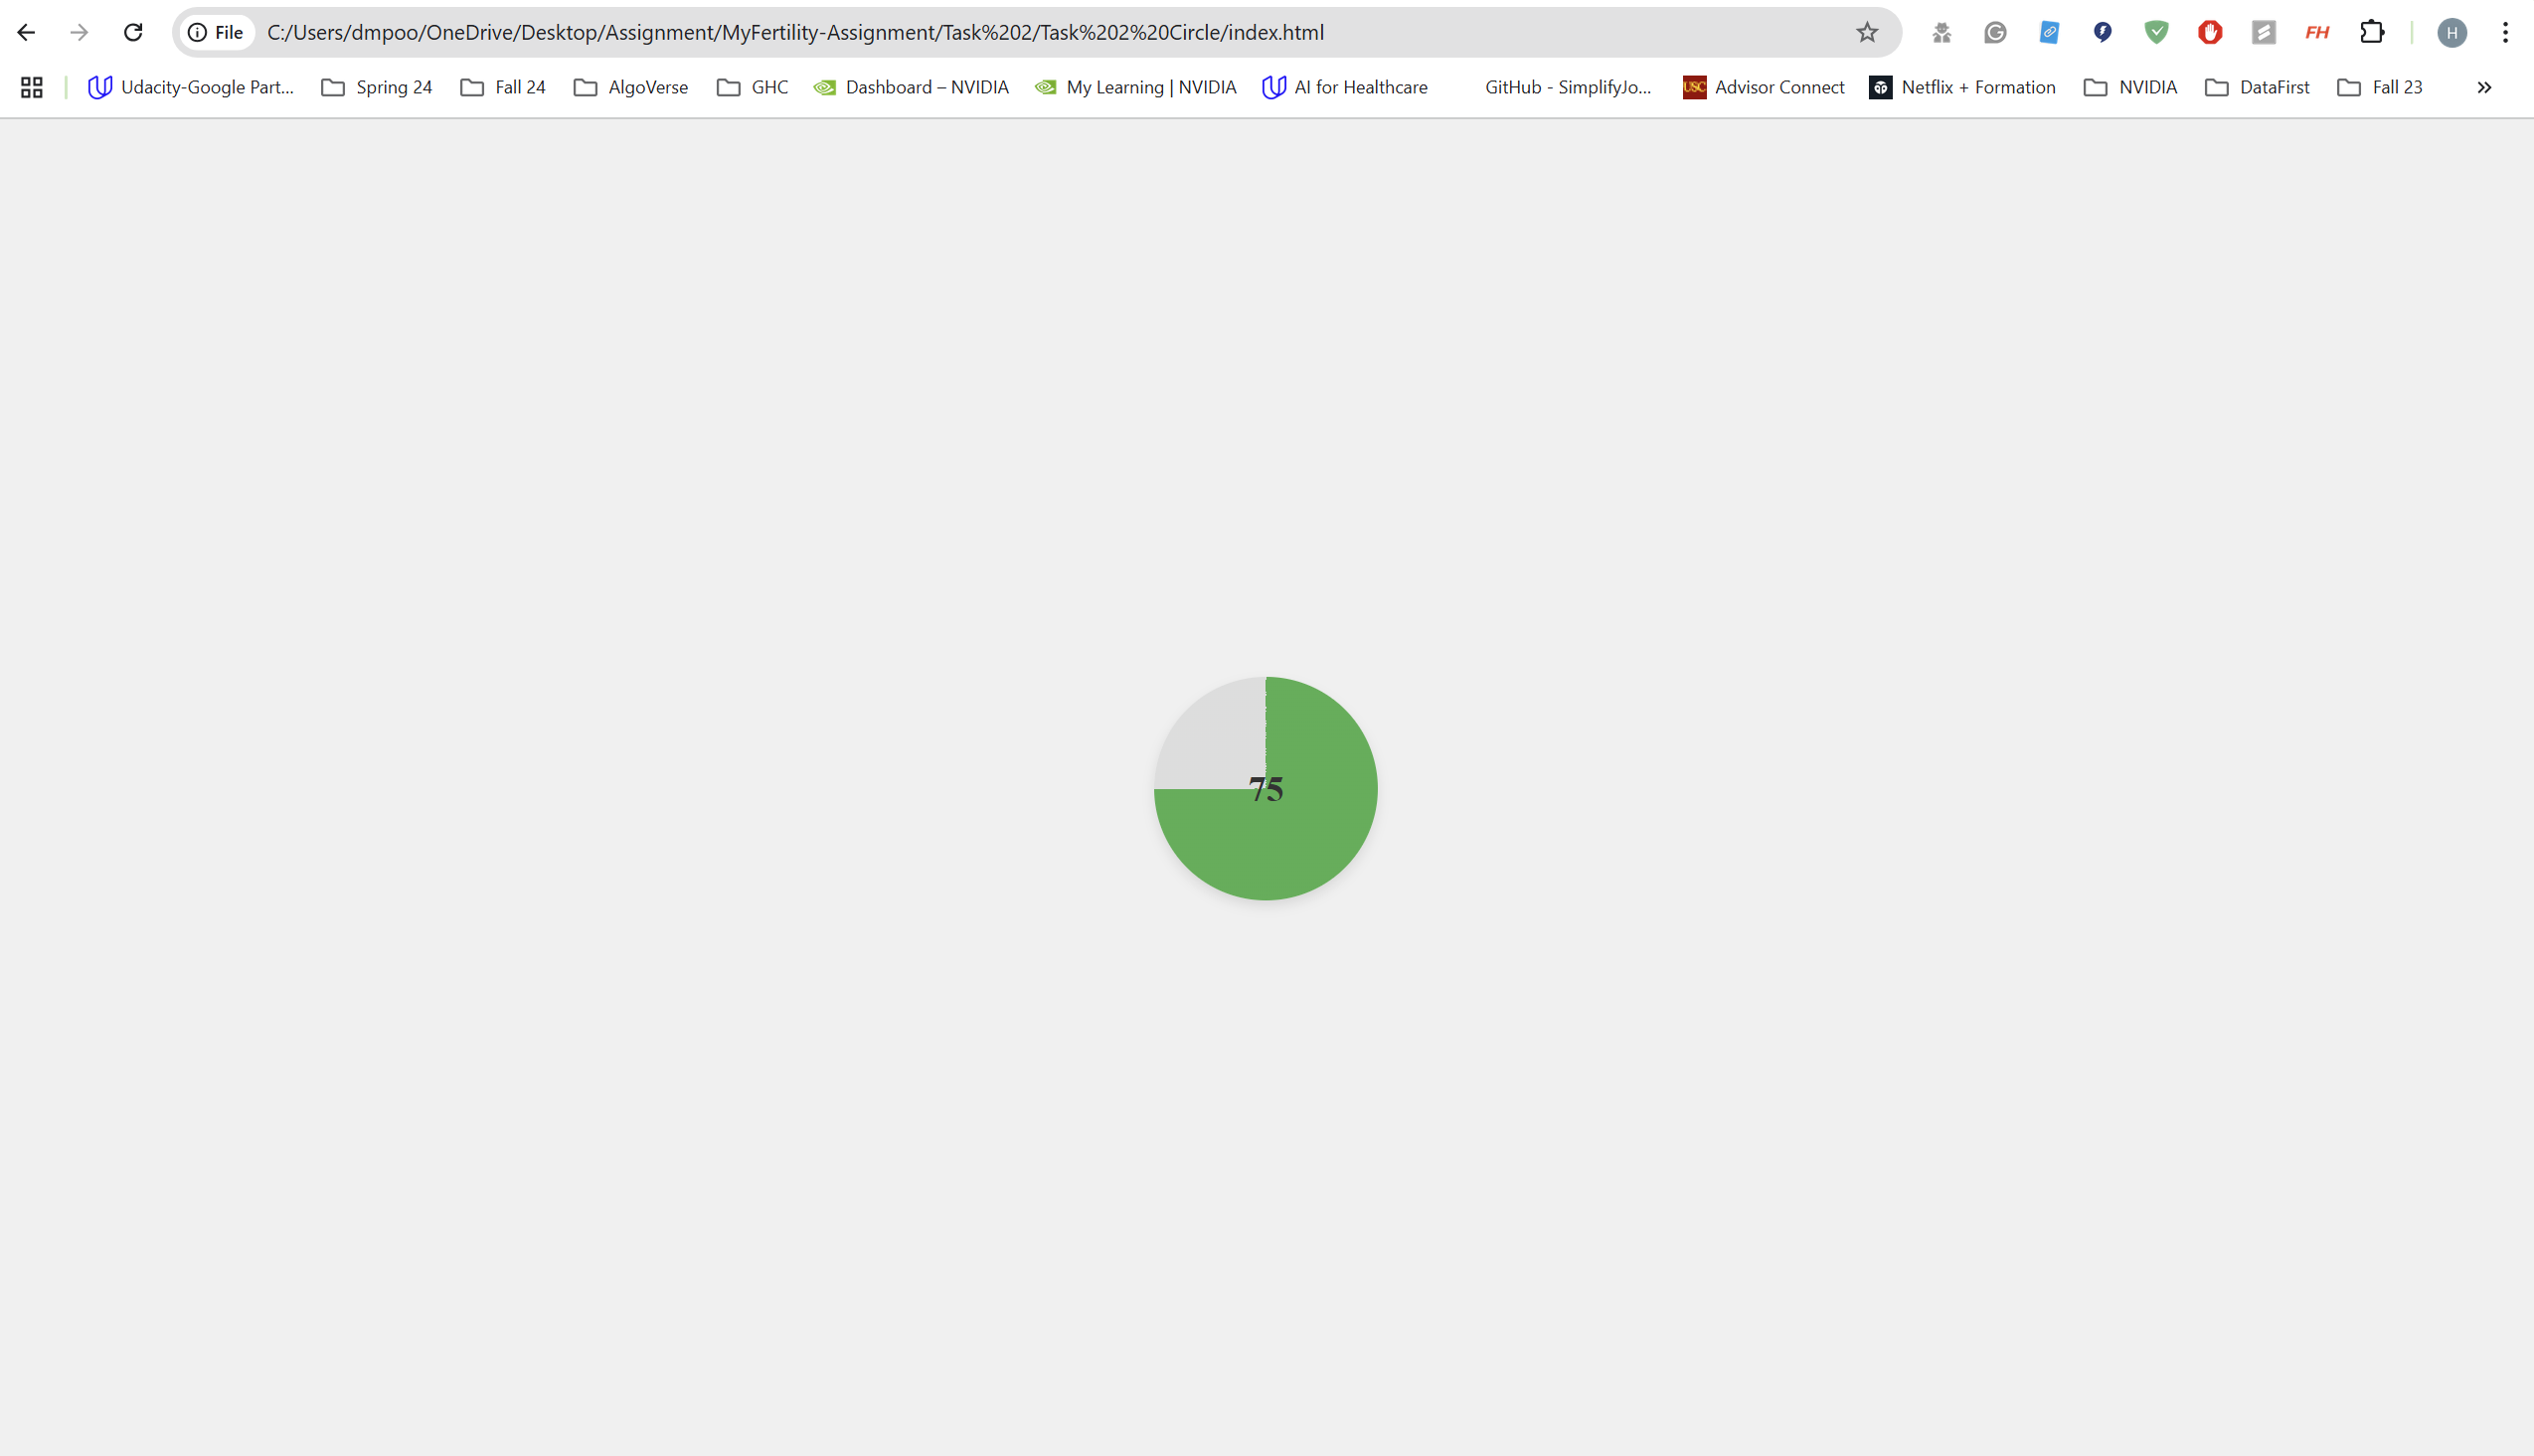 File C:/Users/dmpoo/OneDrive/Desktop/Assignment/MyFertility-Assignment/Task%202/Task%202%20Circle/index.html FH H
Udacity-Google Part... Spring 24 Fall 24 AlgoVerse GHC Dashboard – NVIDIA My Learning | NVIDIA AI for Healthcare GitHub - SimplifyJo... USC Advisor Connect Netflix + Formation NVIDIA DataFirst Fall 23
75